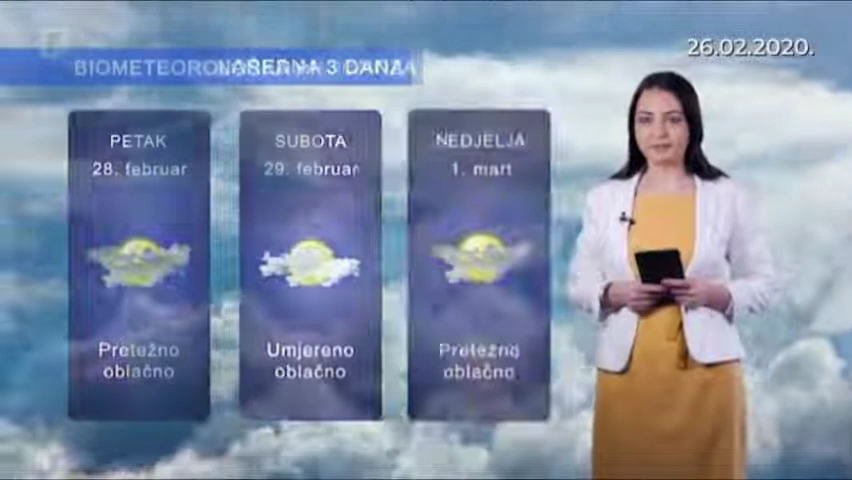 26.02.2020.
NAREDNA 3 DANA
PETAK
28. februar
Pretežno
oblačno
SUBOTA
29. februar
Umjereno
oblačno
NEDJELJA
1. mart
Pretežno
oblačno